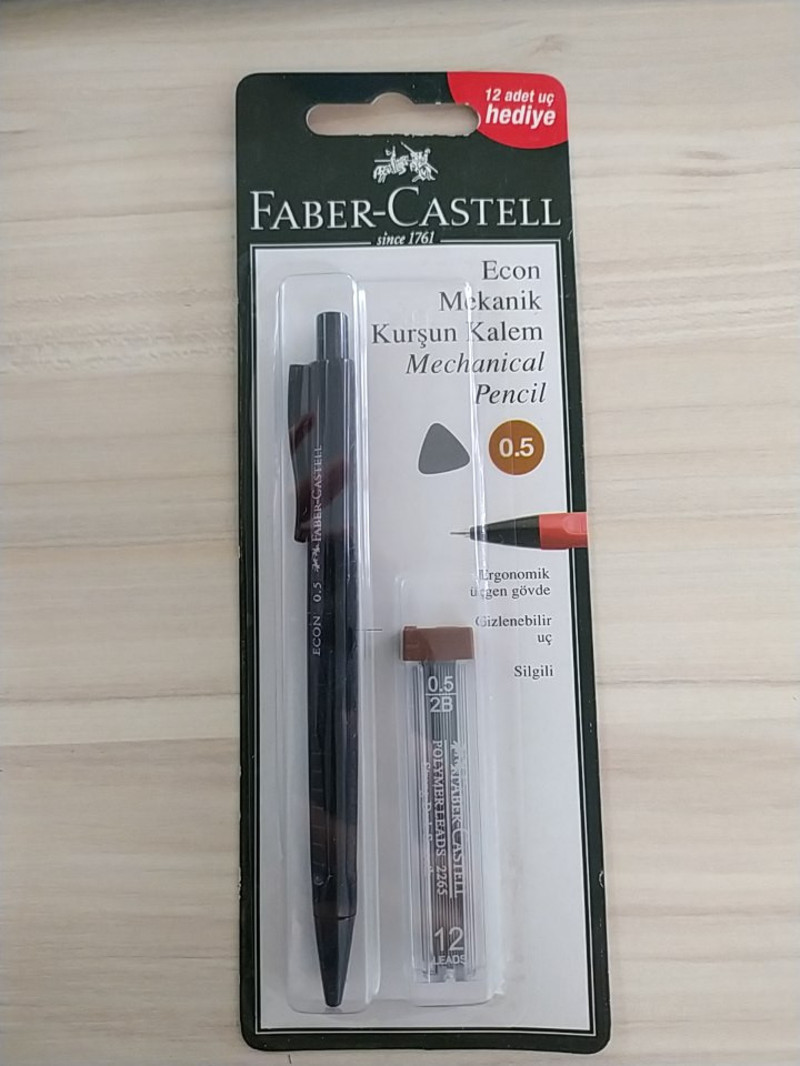 12 adet uç
hediye
FABER-CASTELL
since 1761
Econ
Mekanik
Kurşun Kalem
Mechanical
Pencil
0.5
Ergonomik
üçgen gövde
Gizlenebilir
uç
Silgili
ECON 0.5 FABER-CASTELL
0.5
2B
FABER-CASTELL
POLYMER LEADS 2265
12
LEADS